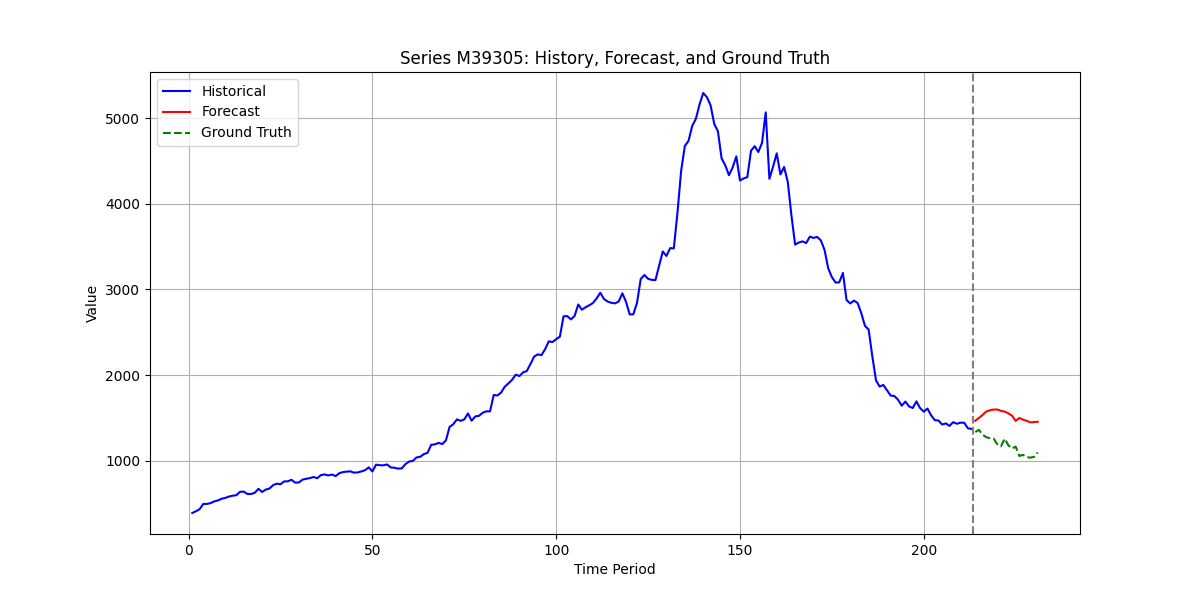 Series M39305: History, Forecast, and Ground Truth
Historical
Forecast
Ground Truth
5000
4000
3000
2000
1000
Value
0 50 100 150 200
Time Period